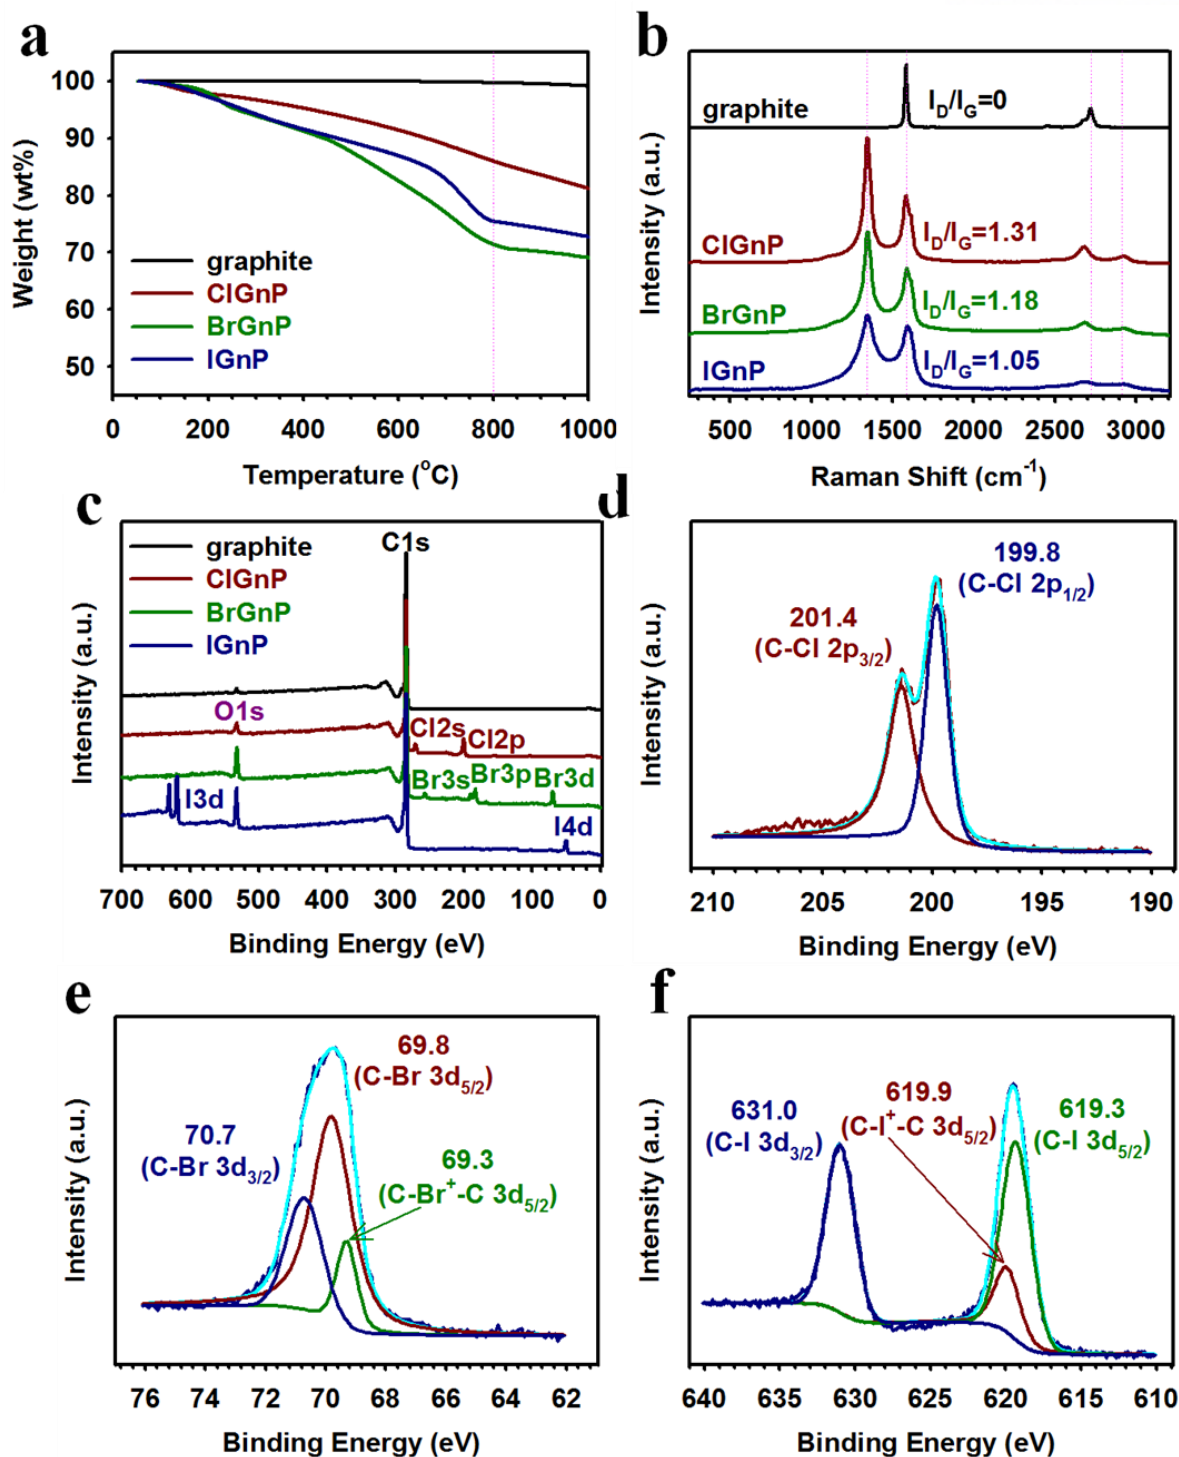 a
100
90
80
70
60
50
Weight (wt%)
graphite
ClGnP
BrGnP
IGnP
0 200 400 600 800 1000
Temperature (°C)
b
Intensity (a.u.)
graphite
I_D/I_G=0
ClGnP
I_D/I_G=1.31
BrGnP
I_D/I_G=1.18
IGnP
I_D/I_G=1.05
500 1000 1500 2000 2500 3000
Raman Shift (cm⁻¹)
c
Intensity (a.u.)
graphite
ClGnP
BrGnP
IGnP
C1s
O1s
Cl2s
Cl2p
Br3s
Br3p
Br3d
I3d
I4d
700 600 500 400 300 200 100 0
Binding Energy (eV)
d
Intensity (a.u.)
199.8
(C-Cl 2p1/2)
201.4
(C-Cl 2p3/2)
210 205 200 195 190
Binding Energy (eV)
e
Intensity (a.u.)
69.8
(C-Br 3d5/2)
70.7
(C-Br 3d3/2)
69.3
(C-Br⁺-C 3d5/2)
76 74 72 70 68 66 64 62
Binding Energy (eV)
f
Intensity (a.u.)
631.0
(C-I 3d3/2)
619.9
(C-I⁺-C 3d5/2)
619.3
(C-I 3d5/2)
640 635 630 625 620 615 610
Binding Energy (eV)